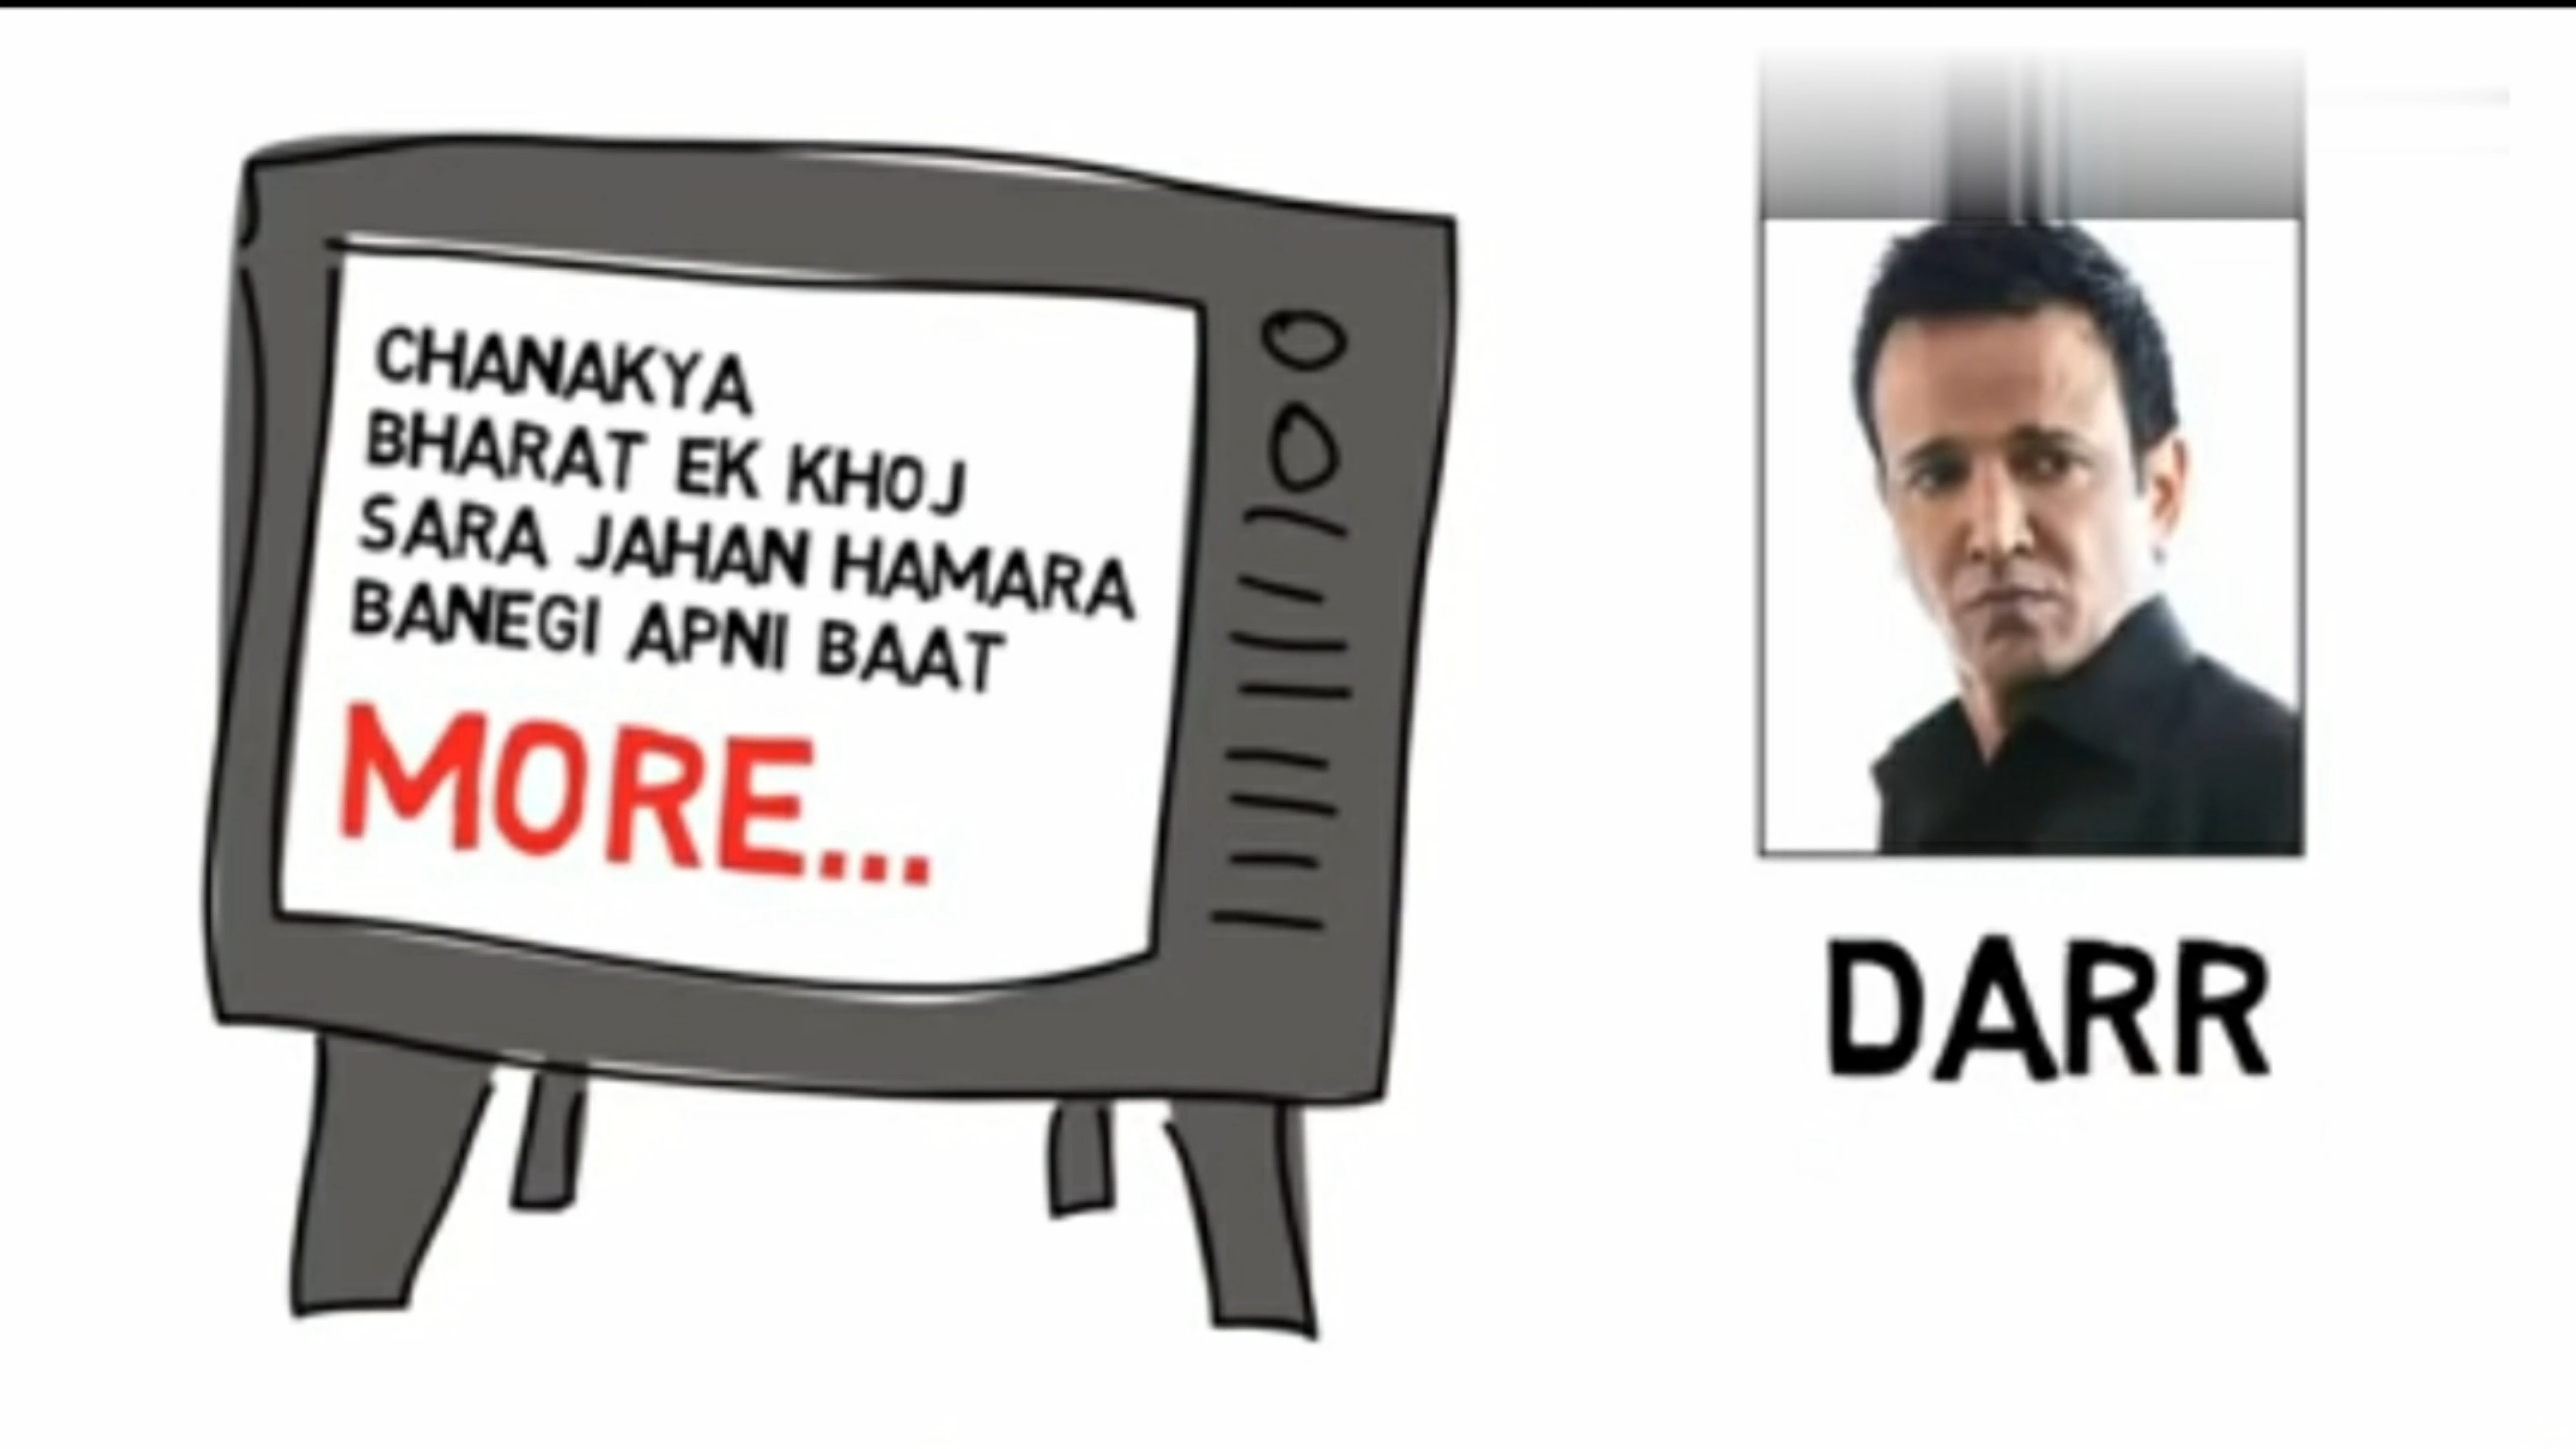 CHANAKYA
BHARAT EK KHOJ
SARA JAHAN HAMARA
BANEGI APNI BAAT
MORE...
DARR